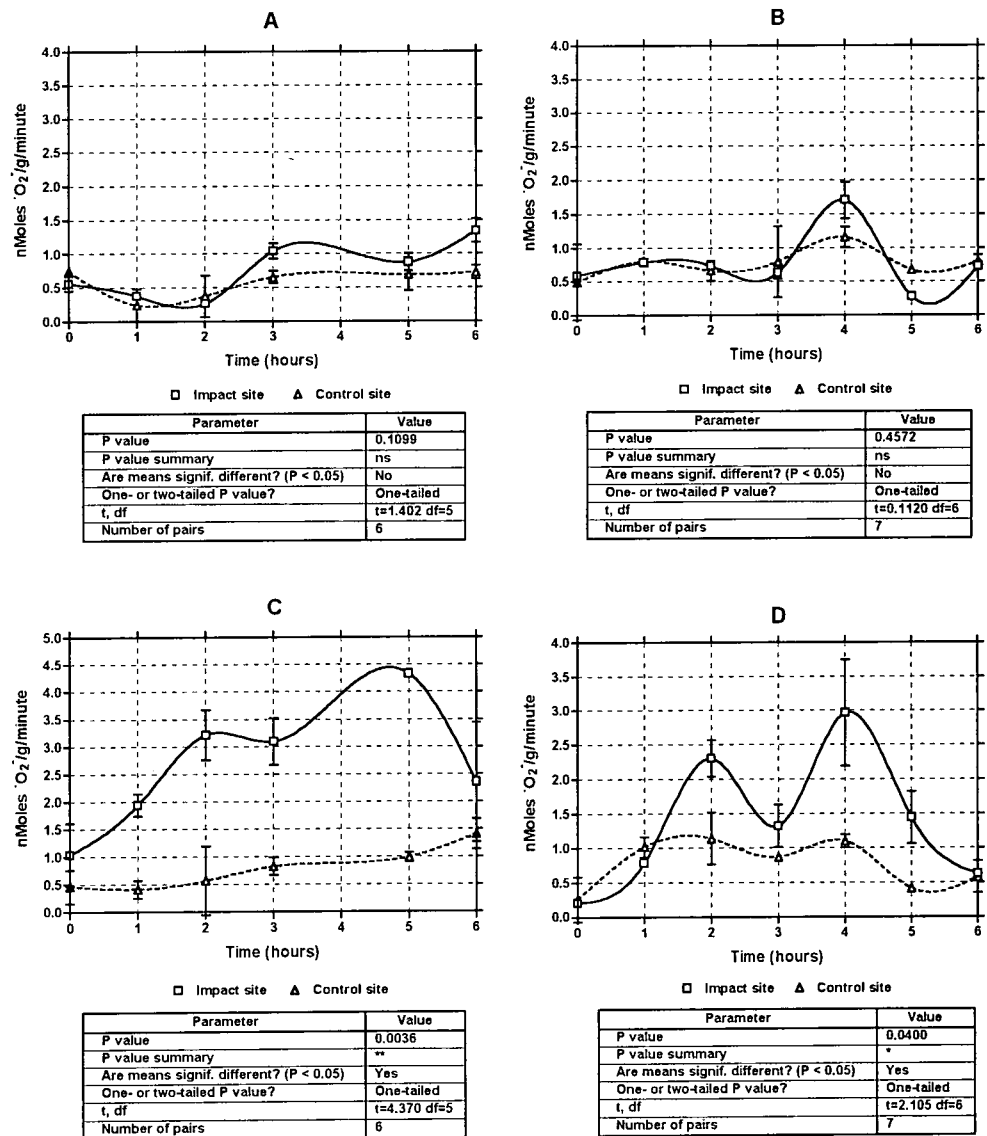 A
nMoles ˙O2⁻/g/minute
4.0
3.5
3.0
2.5
2.0
1.5
1.0
0.5
0.0
0 1 2 3 4 5 6
Time (hours)
Impact site Control site
Parameter Value
P value 0.1099
P value summary ns
Are means signif. different? (P < 0.05) No
One- or two-tailed P value? One-tailed
t, df t=1.402 df=5
Number of pairs 6
B
nMoles ˙O2⁻/g/minute
4.0
3.5
3.0
2.5
2.0
1.5
1.0
0.5
0.0
0 1 2 3 4 5 6
Time (hours)
Impact site Control site
Parameter Value
P value 0.4572
P value summary ns
Are means signif. different? (P < 0.05) No
One- or two-tailed P value? One-tailed
t, df t=0.1120 df=6
Number of pairs 7
C
nMoles ˙O2⁻/g/minute
5.0
4.5
4.0
3.5
3.0
2.5
2.0
1.5
1.0
0.5
0.0
0 1 2 3 4 5 6
Time (hours)
Impact site Control site
Parameter Value
P value 0.0036
P value summary **
Are means signif. different? (P < 0.05) Yes
One- or two-tailed P value? One-tailed
t, df t=4.370 df=5
Number of pairs 6
D
nMoles ˙O2⁻/g/minute
4.0
3.5
3.0
2.5
2.0
1.5
1.0
0.5
0.0
0 1 2 3 4 5 6
Time (hours)
Impact site Control site
Parameter Value
P value 0.0400
P value summary *
Are means signif. different? (P < 0.05) Yes
One- or two-tailed P value? One-tailed
t, df t=2.105 df=6
Number of pairs 7